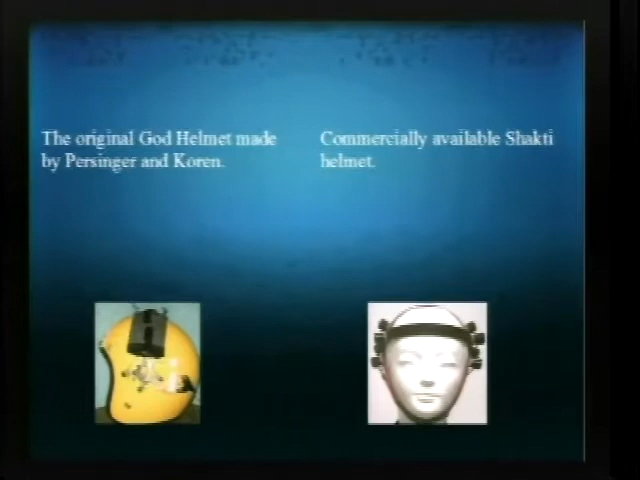 The original God Helmet made
by Persinger and Koren.
Commercially available Shakti
helmet.